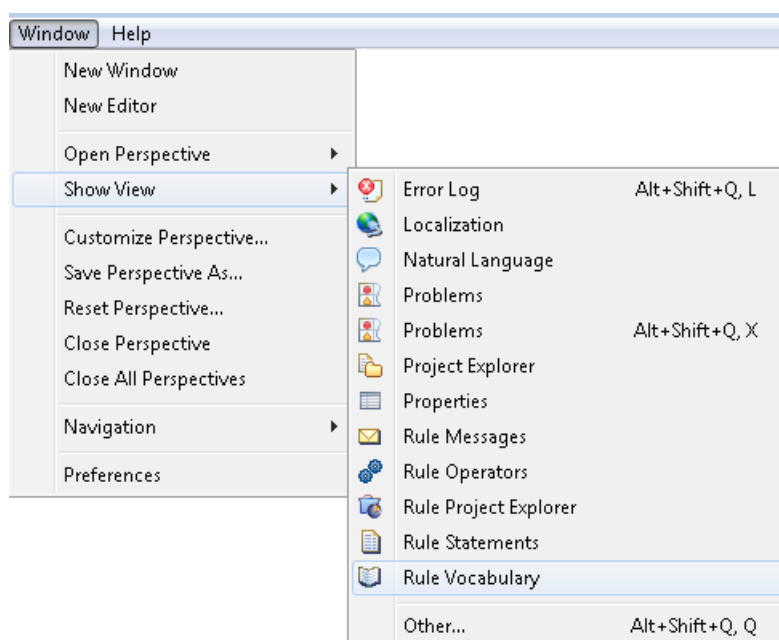 Window Help
New Window
New Editor
Open Perspective
Show View
Customize Perspective...
Save Perspective As...
Reset Perspective...
Close Perspective
Close All Perspectives
Navigation
Preferences
Error Log Alt+Shift+Q, L
Localization
Natural Language
Problems
Problems Alt+Shift+Q, X
Project Explorer
Properties
Rule Messages
Rule Operators
Rule Project Explorer
Rule Statements
Rule Vocabulary
Other... Alt+Shift+Q, Q